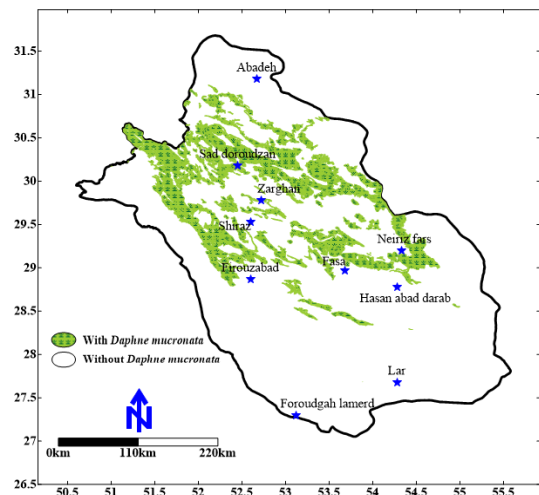 31.5
31
30.5
30
29.5
29
28.5
28
27.5
27
26.5
Abadeh
Sad doroudzan
Zarghan
Shiraz
Neiriz fars
Fasa
Firouzabad
Hasan abad darab
With Daphne mucronata
Without Daphne mucronata
Lar
Foroudgah lamerd
N
0km 110km 220km
50.5 51 51.5 52 52.5 53 53.5 54 54.5 55 55.5